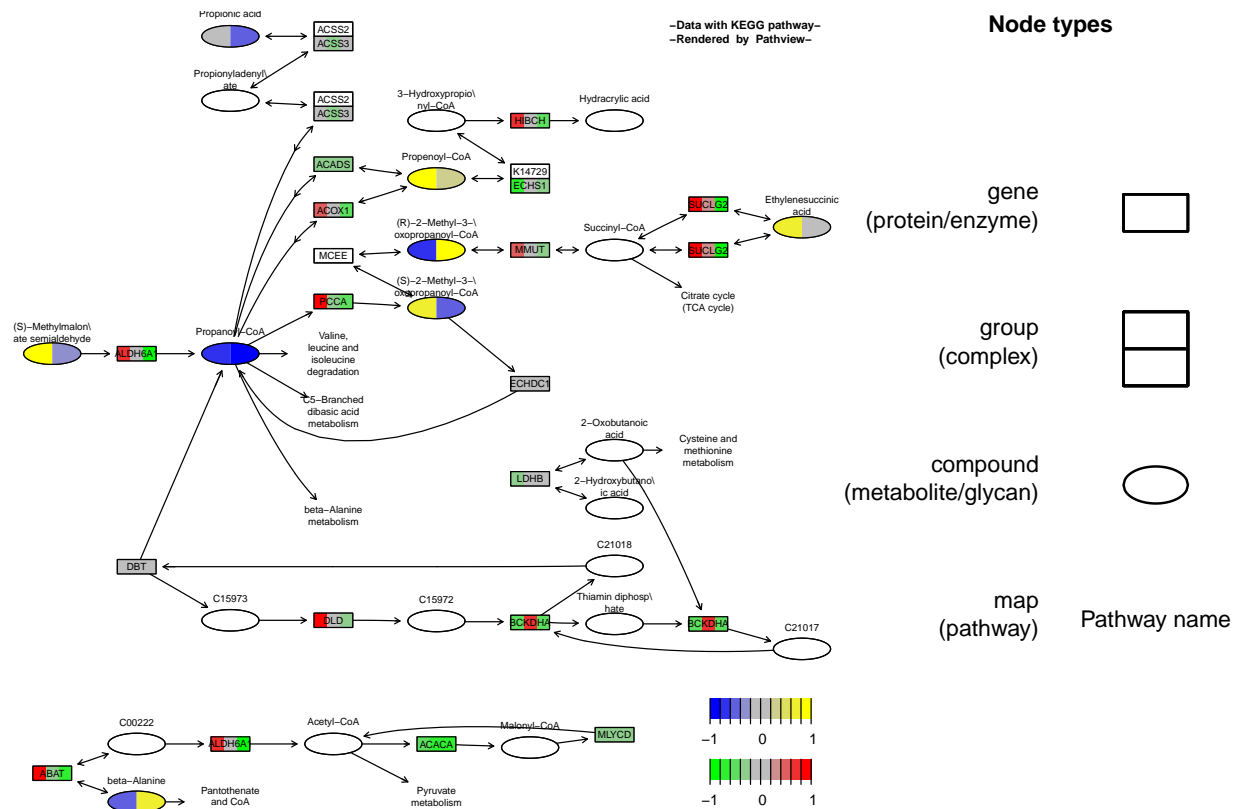 Propionic acid
ACSS2
ACSS3
−Data with KEGG pathway−
−Rendered by Pathview−
Node types
Propionyladenyl\
ate
ACSS2
ACSS3
3−Hydroxypropio\
nyl−CoA
HIBCH
Hydracrylic acid
ACADS
Propenoyl−CoA
K14729
ECHS1
ACOX1
SUCLG2
Ethylenesuccinic
acid
gene
(protein/enzyme)
(R)−2−Methyl−3−\
oxopropanoyl−CoA
MCEE
MMUT
Succinyl−CoA
SUCLG2
(S)−2−Methyl−3−\
oxopropanoyl−CoA
PCCA
Citrate cycle
(TCA cycle)
(S)−Methylmalon\
ate semialdehyde
ALDH6A1
Propanoyl−CoA
Valine,
leucine and
isoleucine
degradation
group
(complex)
ECHDC1
C5−Branched
dibasic acid
metabolism
2−Oxobutanoic
acid
Cysteine and
methionine
metabolism
LDHB
2−Hydroxybutano\
ic acid
compound
(metabolite/glycan)
beta−Alanine
metabolism
DBT
C21018
C15973
DLD
C15972
BCKDHA
Thiamin diphosp\
hate
BCKDHA
C21017
map
(pathway)
Pathway name
C00222
ALDH6A1
Acetyl−CoA
ACACA
Malonyl−CoA
MLYCD
−1
0
1
ABAT
beta−Alanine
Pantothenate
and CoA
Pyruvate
metabolism
−1
0
1